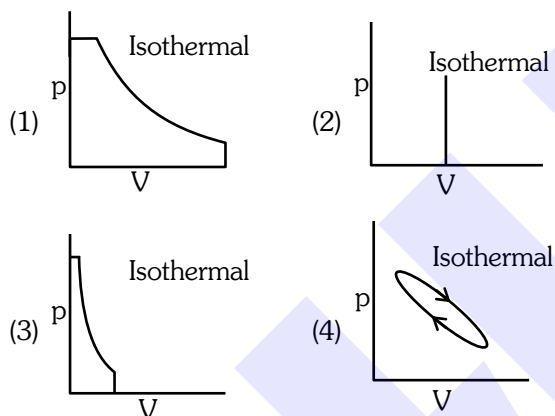 Isothermal
p
(1)
V
Isothermal
(2)
V
Isothermal
p
(3)
V
Isothermal
p
(4)
V